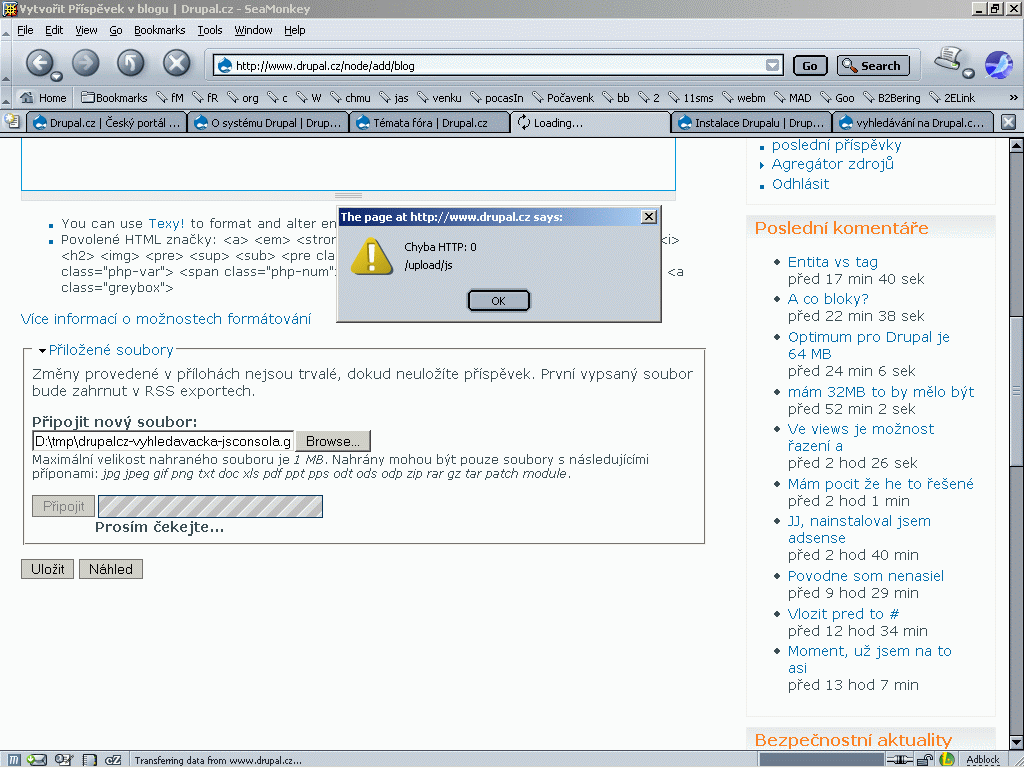 Vytvořit Příspěvek v blogu | Drupal.cz - SeaMonkey
File Edit View Go Bookmarks Tools Window Help
http://www.drupal.cz/node/add/blog Go Search
Home Bookmarks fM fR org c W chmu jas venku pocasIn Počavenk bb 2 11sms webm MAD Goo B2Bering 2ELink »
Drupal.cz | Český portál ... O systému Drupal | Drup... Témata fóra | Drupal.cz Loading... Instalace Drupalu | Drup... vyhledávání na Drupal.c...
You can use Texy! to format and alter en
Povolené HTML značky: <a> <em> <stron <i>
<h2> <img> <pre> <sup> <sub> <pre cla
class="php-var"> <span class="php-num": <a
class="greybox">
Více informací o možnostech formátování
The page at http://www.drupal.cz says:
Chyba HTTP: 0
/upload/js
OK
Přiložené soubory
Změny provedené v přílohách nejsou trvalé, dokud neuložíte příspěvek. První vypsaný soubor
bude zahrnut v RSS exportech.
Připojit nový soubor:
D:\tmp\drupalcz-vyhledavacka-jsconsola.g Browse...
Maximální velikost nahraného souboru je 1 MB. Nahrány mohou být pouze soubory s následujícími
příponami: jpg jpeg gif png txt doc xls pdf ppt pps odt ods odp zip rar gz tar patch module.
Připojit
Prosím čekejte...
Uložit Náhled
poslední příspěvky
Agregátor zdrojů
Odhlásit
Poslední komentáře
Entita vs tag
před 17 min 40 sek
A co bloky?
před 22 min 38 sek
Optimum pro Drupal je
64 MB
před 24 min 6 sek
mám 32MB to by mělo být
před 52 min 2 sek
Ve views je možnost
řazení a
před 2 hod 26 sek
Mám pocit že he to řešené
před 2 hod 1 min
JJ, nainstaloval jsem
adsense
před 2 hod 40 min
Povodne som nenasiel
před 9 hod 29 min
Vlozit pred to #
před 12 hod 34 min
Moment, už jsem na to
asi
před 13 hod 7 min
Bezpečnostní aktuality
Transferring data from www.drupal.cz... Adblock